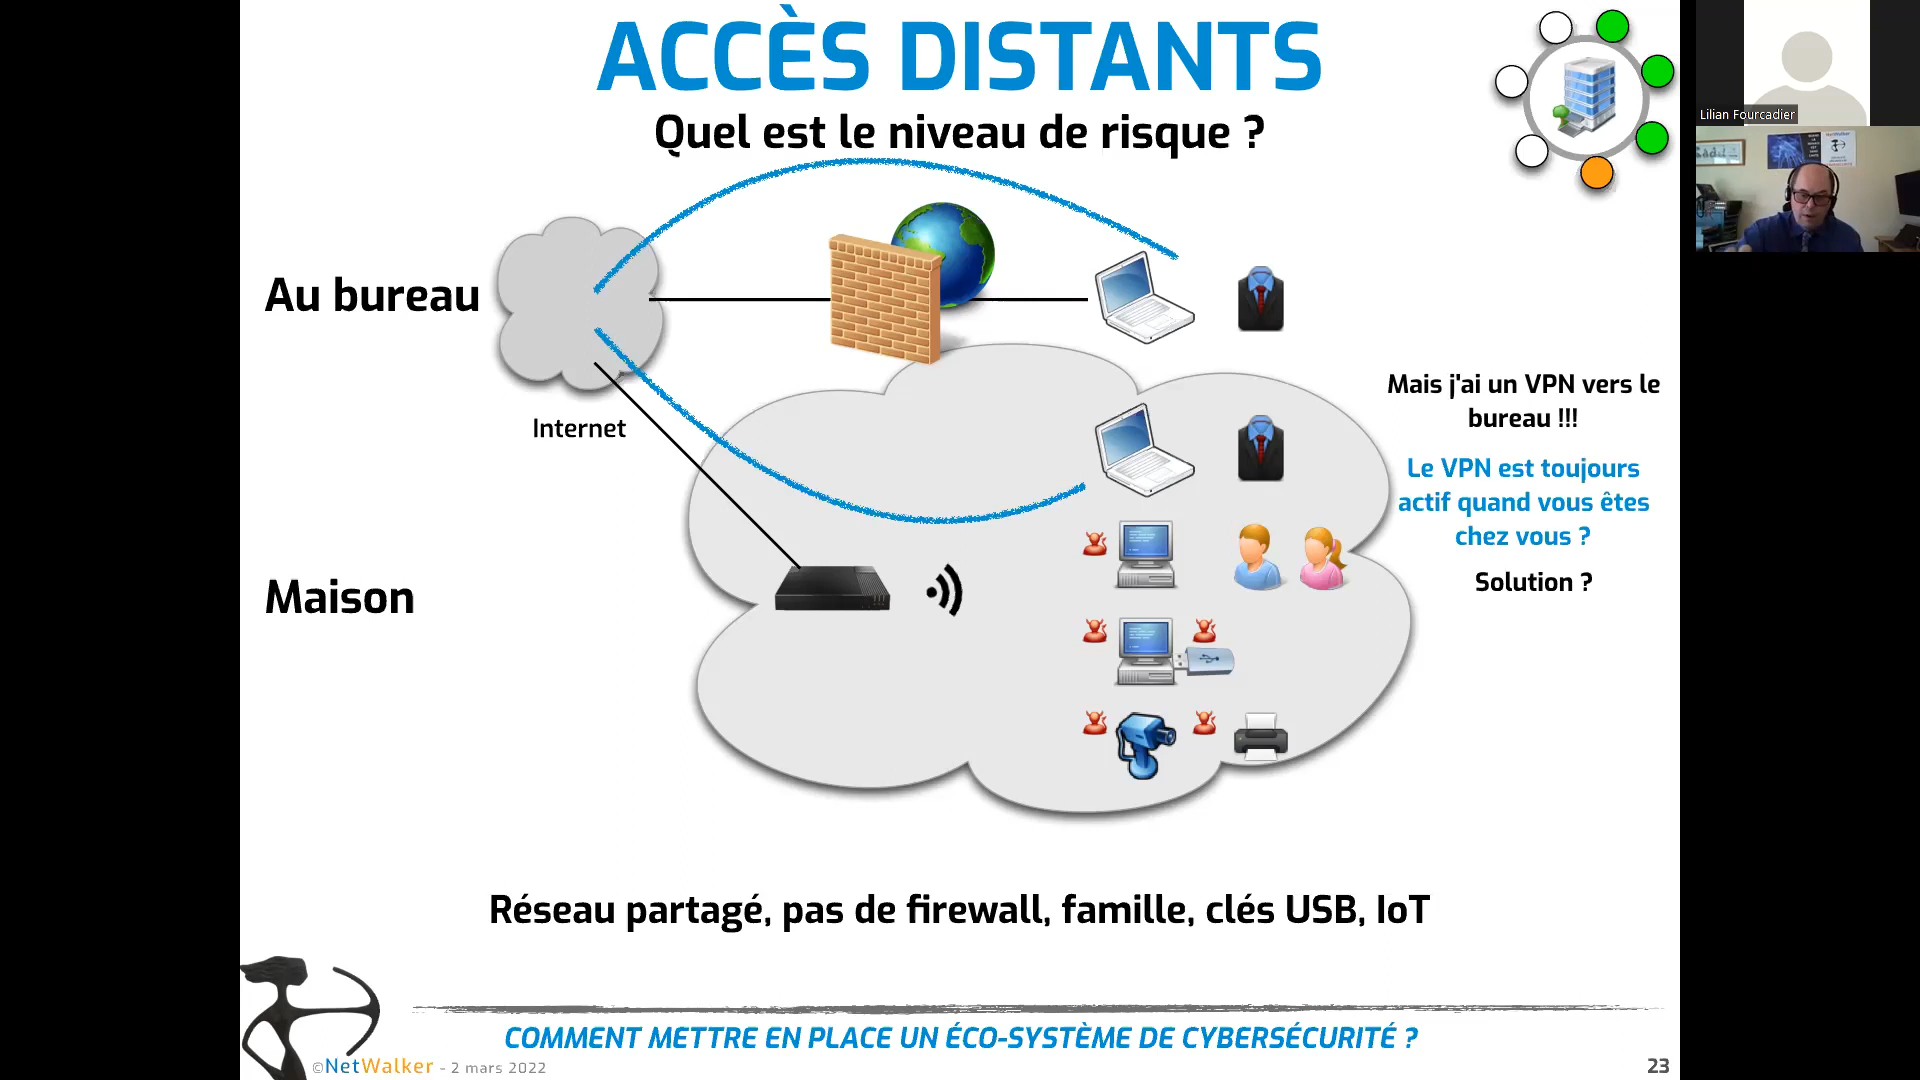 ACCÈS DISTANTS
Quel est le niveau de risque ?
Lilian Fourcadier
Au bureau
Internet
Mais j'ai un VPN vers le
bureau !!!
Le VPN est toujours
actif quand vous êtes
chez vous ?
Solution ?
Maison
Réseau partagé, pas de firewall, famille, clés USB, IoT
COMMENT METTRE EN PLACE UN ÉCO-SYSTÈME DE CYBERSÉCURITÉ ?
©NetWalker - 2 mars 2022
23